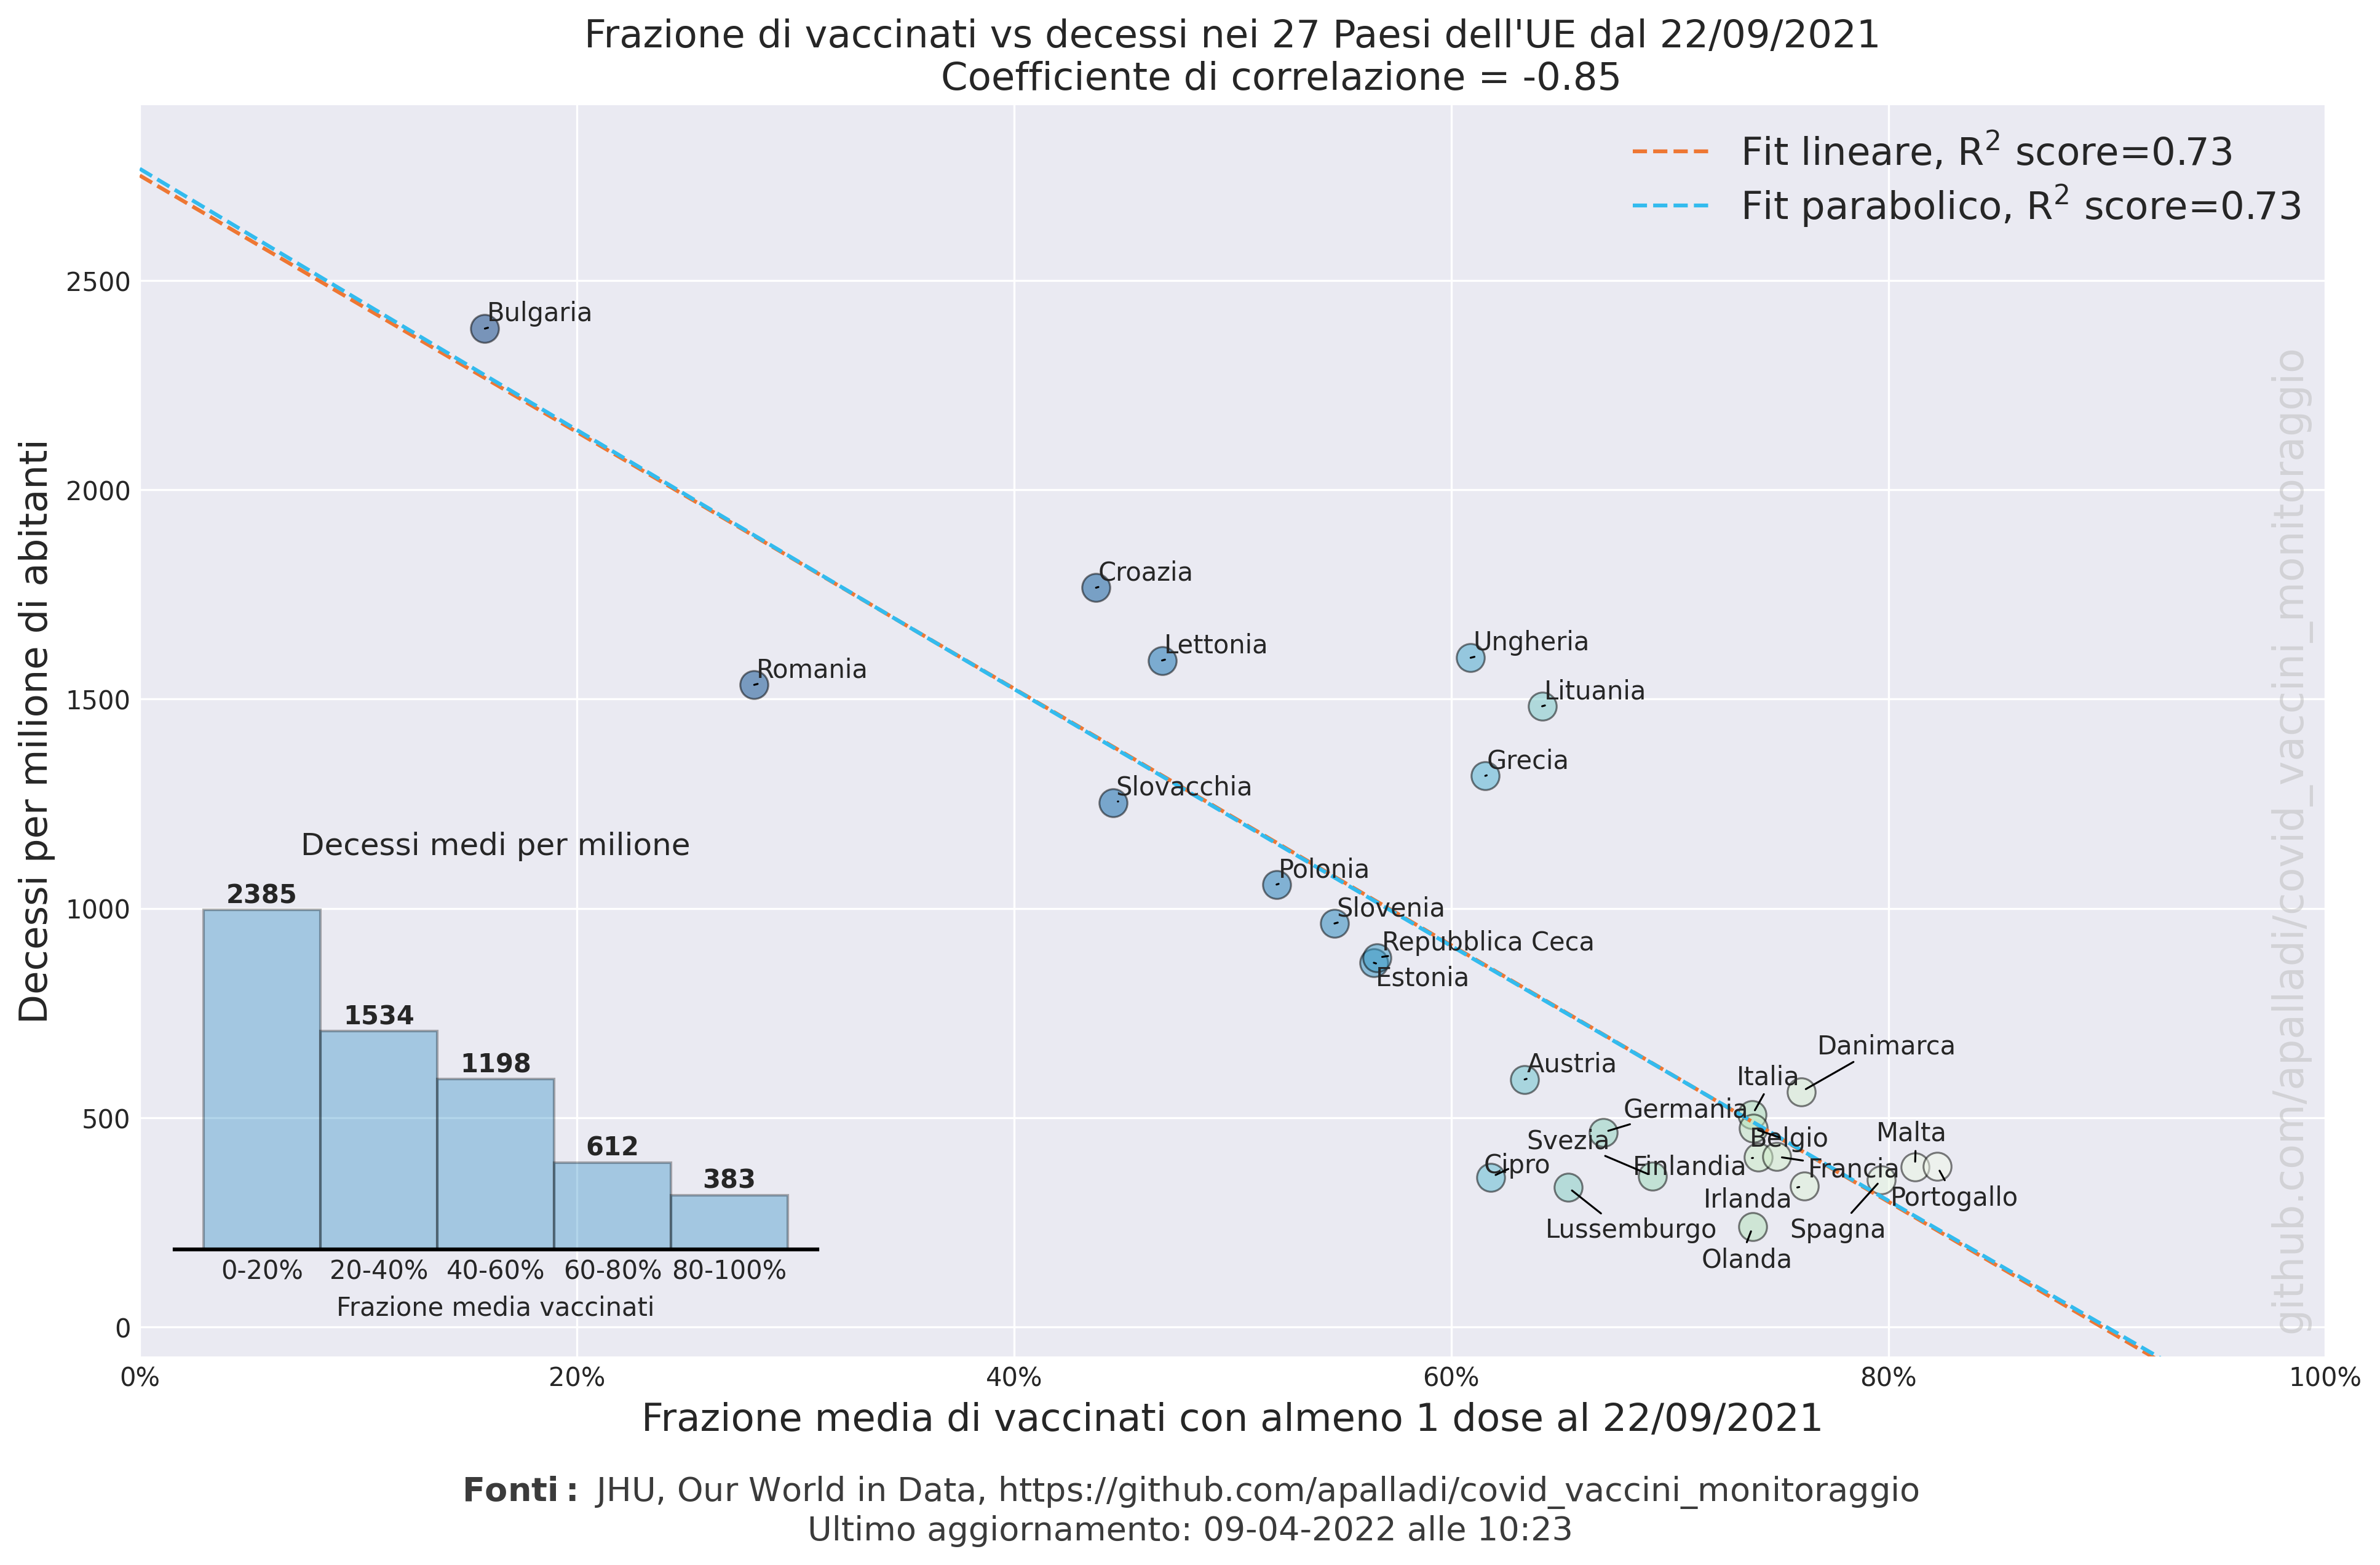 Frazione di vaccinati vs decessi nei 27 Paesi dell'UE dal 22/09/2021
Coefficiente di correlazione = -0.85
Fit lineare, R² score=0.73
Fit parabolico, R² score=0.73
Decessi per milione di abitanti
2500
2000
1500
1000
500
0
Bulgaria
Croazia
Lettonia
Ungheria
Romania
Lituania
Grecia
Slovacchia
Polonia
Slovenia
Repubblica Ceca
Estonia
Danimarca
Austria
Italia
Germania
Svezia
Belgio
Malta
Cipro
Finlandia
Francia
Irlanda
Portogallo
Lussemburgo
Spagna
Olanda
Decessi medi per milione
2385
1534
1198
612
383
0-20%
20-40%
40-60%
60-80%
80-100%
Frazione media vaccinati
github.com/apalladi/covid_vaccini_monitoraggio
0%
20%
40%
60%
80%
100%
Frazione media di vaccinati con almeno 1 dose al 22/09/2021
Fonti: JHU, Our World in Data, https://github.com/apalladi/covid_vaccini_monitoraggio
Ultimo aggiornamento: 09-04-2022 alle 10:23